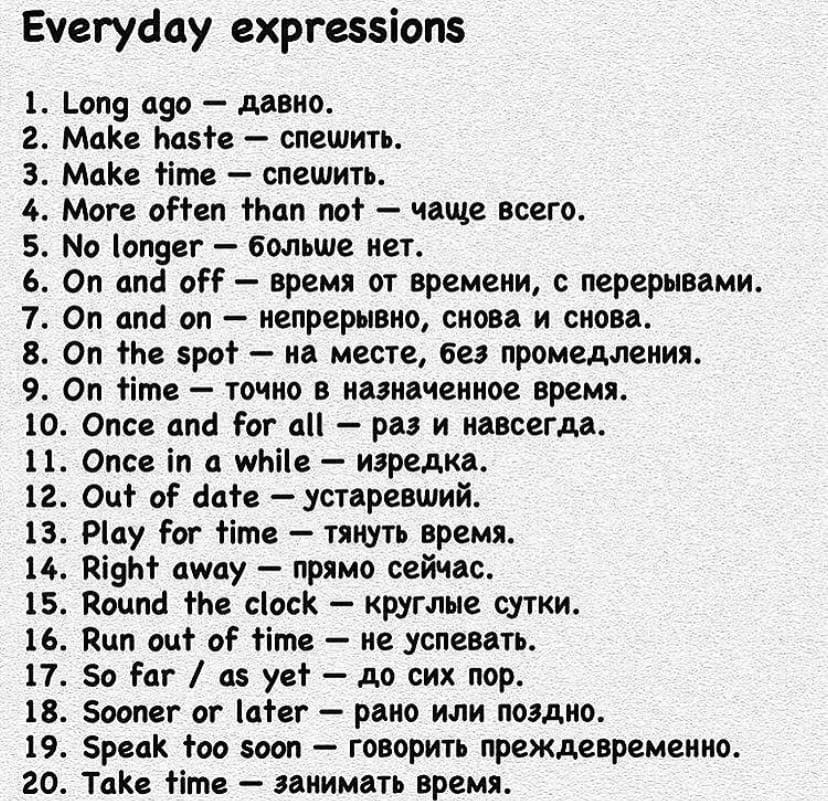 Everyday expressions
1. Long ago — давно.
2. Make haste — спешить.
3. Make time — спешить.
4. More often than not — чаще всего.
5. No longer — больше нет.
6. On and off — время от времени, с перерывами.
7. On and on — непрерывно, снова и снова.
8. On the spot — на месте, без промедления.
9. On time — точно в назначенное время.
10. Once and for all — раз и навсегда.
11. Once in a while — изредка.
12. Out of date — устаревший.
13. Play for time — тянуть время.
14. Right away — прямо сейчас.
15. Round the clock — круглые сутки.
16. Run out of time — не успевать.
17. So far / as yet — до сих пор.
18. Sooner or later — рано или поздно.
19. Speak too soon — говорить преждевременно.
20. Take time — занимать время.